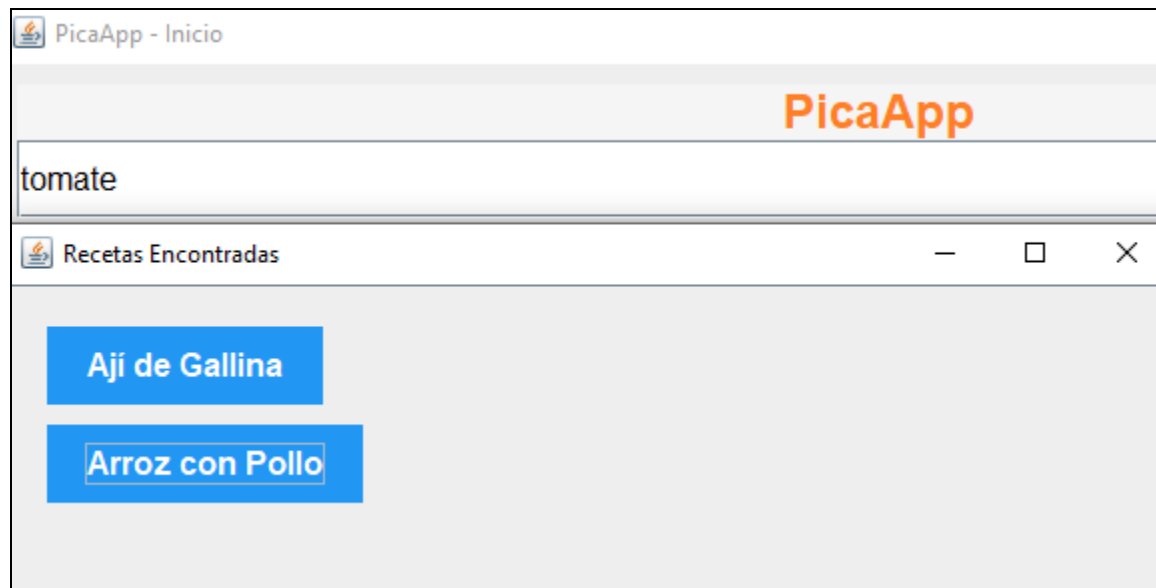 PicaApp - Inicio
PicaApp
tomate
Recetas Encontradas
Ají de Gallina
Arroz con Pollo